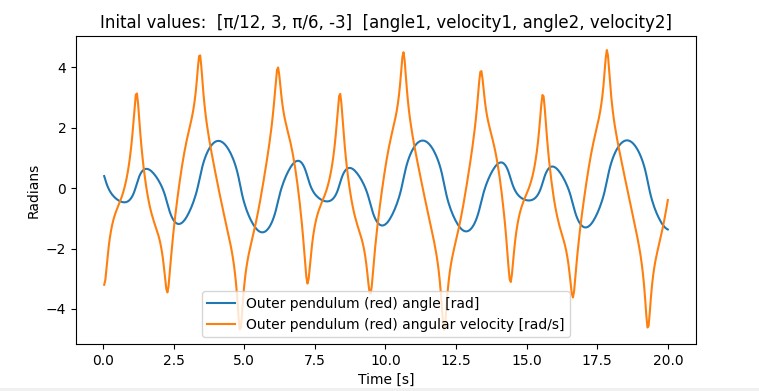 Inital values:  [π/12, 3, π/6, -3]  [angle1, velocity1, angle2, velocity2]
4
2
0
−2
−4
Radians
Outer pendulum (red) angle [rad]
Outer pendulum (red) angular velocity [rad/s]
0.0 2.5 5.0 7.5 10.0 12.5 15.0 17.5 20.0
Time [s]